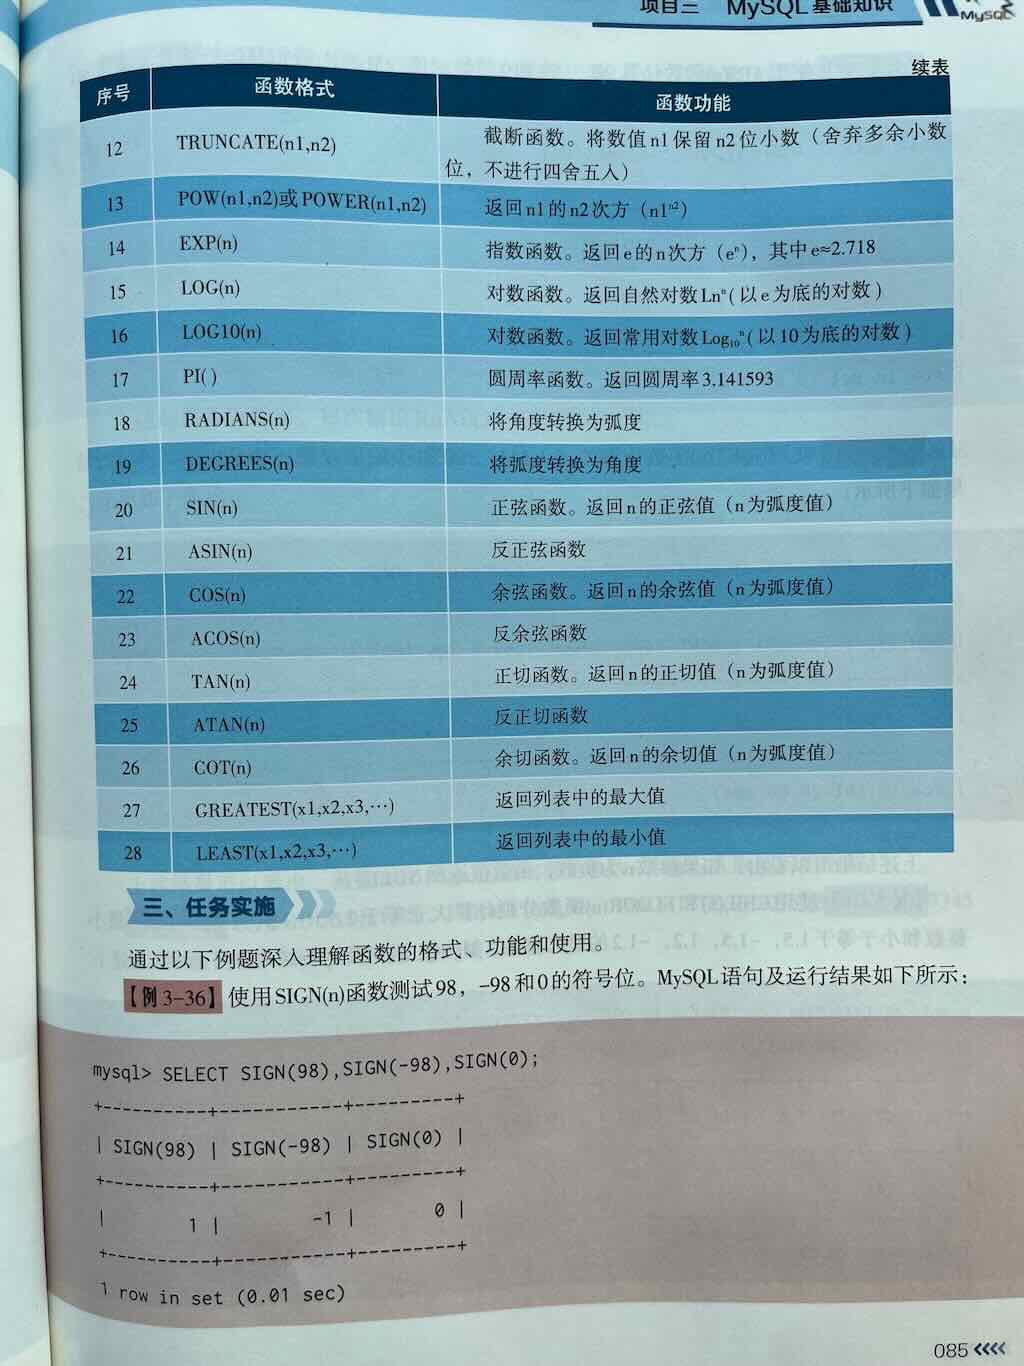 项目三 MySQL基础知识
MySQL
续表
序号 函数格式 函数功能
12 TRUNCATE(n1,n2) 截断函数。将数值n1保留n2位小数（舍弃多余小数
位，不进行四舍五入）
13 POW(n1,n2)或POWER(n1,n2) 返回n1的n2次方（n1ⁿ²）
14 EXP(n) 指数函数。返回e的n次方（eⁿ），其中e≈2.718
15 LOG(n) 对数函数。返回自然对数Lnⁿ(以e为底的对数)
16 LOG10(n) 对数函数。返回常用对数Log₁₀ⁿ(以10为底的对数)
17 PI( ) 圆周率函数。返回圆周率3.141593
18 RADIANS(n) 将角度转换为弧度
19 DEGREES(n) 将弧度转换为角度
20 SIN(n) 正弦函数。返回n的正弦值（n为弧度值）
21 ASIN(n) 反正弦函数
22 COS(n) 余弦函数。返回n的余弦值（n为弧度值）
23 ACOS(n) 反余弦函数
24 TAN(n) 正切函数。返回n的正切值（n为弧度值）
25 ATAN(n) 反正切函数
26 COT(n) 余切函数。返回n的余切值（n为弧度值）
27 GREATEST(x1,x2,x3,…) 返回列表中的最大值
28 LEAST(x1,x2,x3,…) 返回列表中的最小值
三、任务实施
通过以下例题深入理解函数的格式、功能和使用。
【例3-36】使用SIGN(n)函数测试98，-98和0的符号位。MySQL语句及运行结果如下所示：
mysql> SELECT SIGN(98),SIGN(-98),SIGN(0);
+----------+-----------+---------+
| SIGN(98) | SIGN(-98) | SIGN(0) |
+----------+-----------+---------+
| 1 | -1 | 0 |
+----------+-----------+---------+
1 row in set (0.01 sec)
085